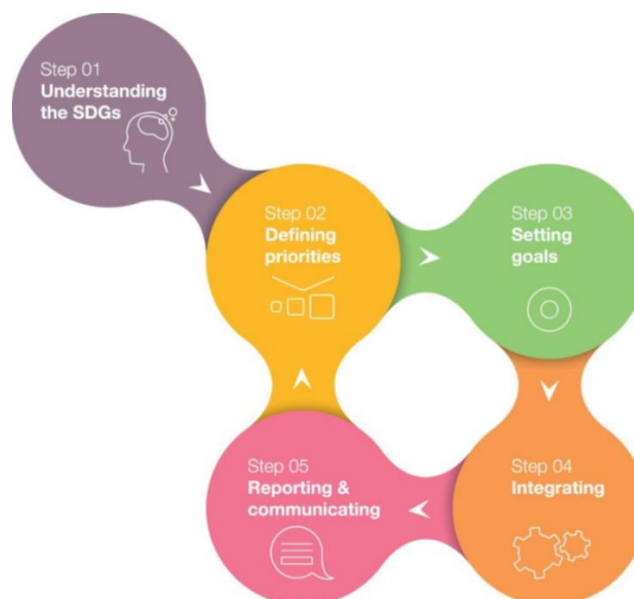 Step 01
Understanding
the SDGs
Step 02
Defining
priorities
Step 03
Setting
goals
Step 04
Integrating
Step 05
Reporting &
communicating